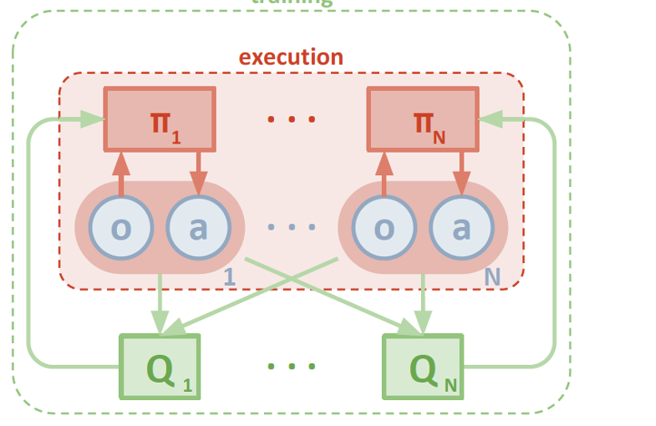 training
execution
π1 . . . πN
o a . . . o a
1 N
Q1 . . . QN